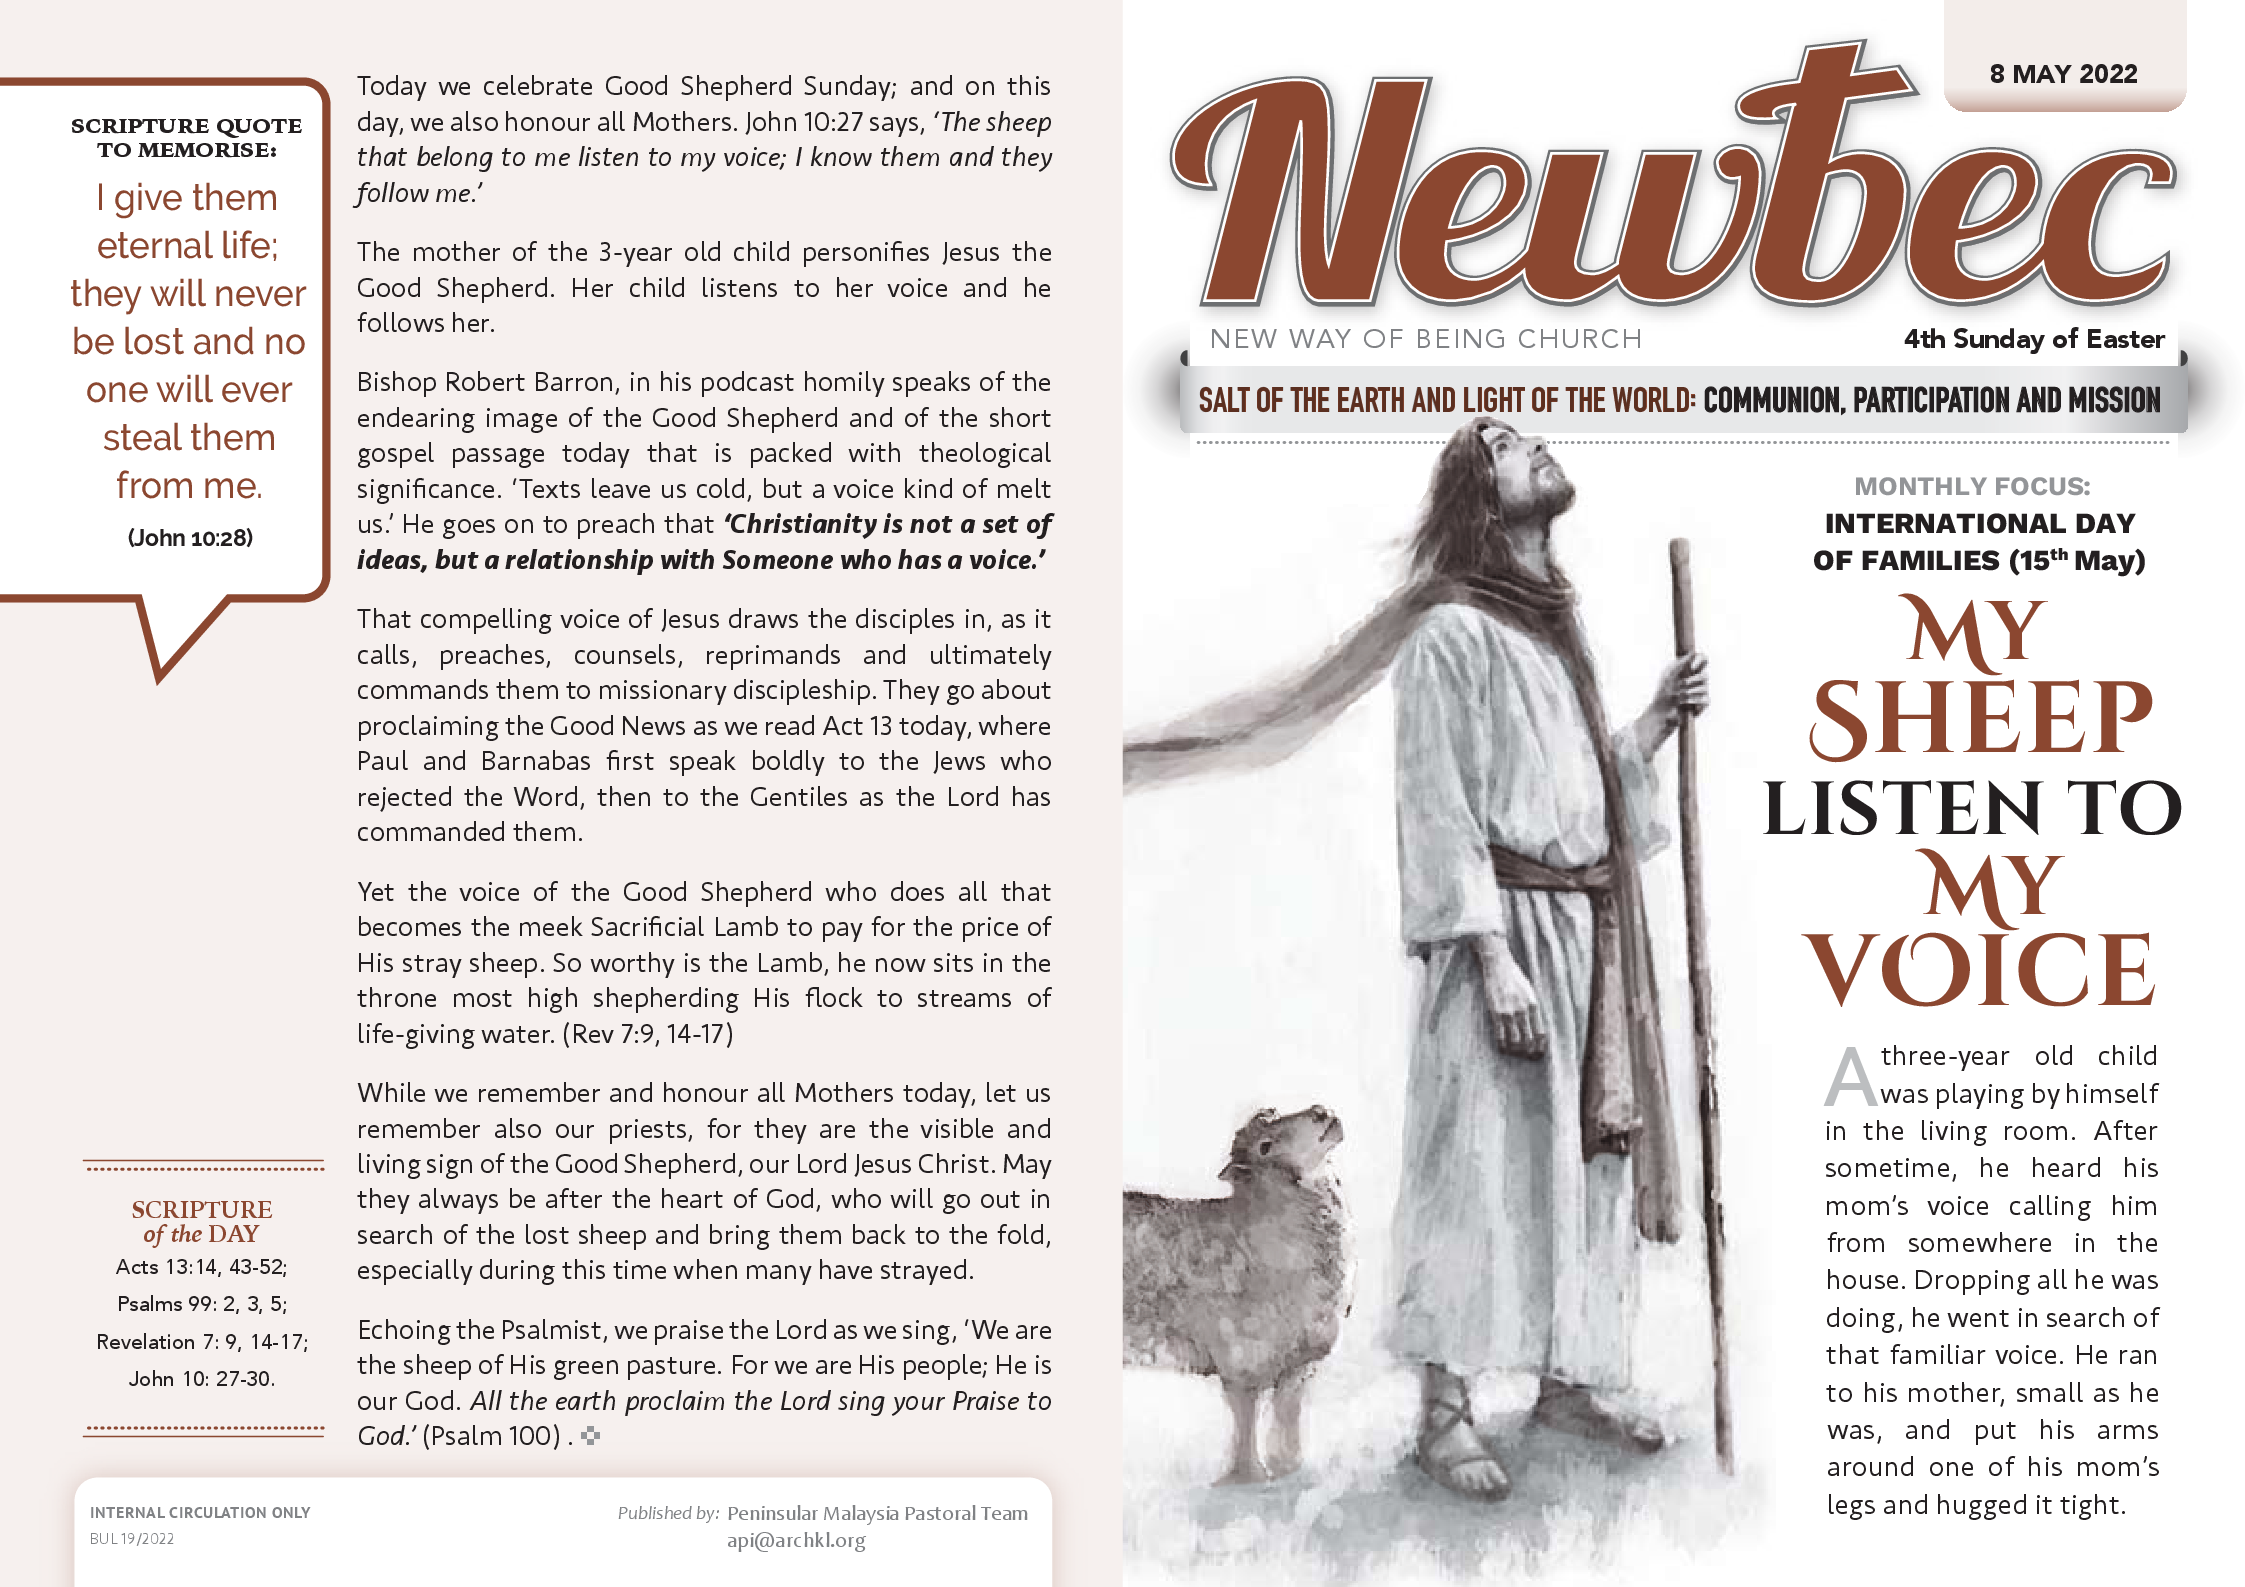 8 MAY 2022
Newbec
NEW WAY OF BEING CHURCH
4th Sunday of Easter
SALT OF THE EARTH AND LIGHT OF THE WORLD: COMMUNION, PARTICIPATION AND MISSION
MONTHLY FOCUS:
INTERNATIONAL DAY
OF FAMILIES (15th May)
MY
SHEEP
LISTEN TO
MY
VOICE
A three-year old child
was playing by himself
in the living room. After
sometime, he heard his
mom's voice calling him
from somewhere in the
house. Dropping all he was
doing, he went in search of
that familiar voice. He ran
to his mother, small as he
was, and put his arms
around one of his mom's
legs and hugged it tight.
Today we celebrate Good Shepherd Sunday; and on this
day, we also honour all Mothers. John 10:27 says, ‘The sheep
that belong to me listen to my voice; I know them and they
follow me.’
The mother of the 3-year old child personifies Jesus the
Good Shepherd. Her child listens to her voice and he
follows her.
Bishop Robert Barron, in his podcast homily speaks of the
endearing image of the Good Shepherd and of the short
gospel passage today that is packed with theological
significance. ‘Texts leave us cold, but a voice kind of melt
us.’ He goes on to preach that ‘Christianity is not a set of
ideas, but a relationship with Someone who has a voice.’
That compelling voice of Jesus draws the disciples in, as it
calls, preaches, counsels, reprimands and ultimately
commands them to missionary discipleship. They go about
proclaiming the Good News as we read Act 13 today, where
Paul and Barnabas first speak boldly to the Jews who
rejected the Word, then to the Gentiles as the Lord has
commanded them.
Yet the voice of the Good Shepherd who does all that
becomes the meek Sacrificial Lamb to pay for the price of
His stray sheep. So worthy is the Lamb, he now sits in the
throne most high shepherding His flock to streams of
life-giving water. (Rev 7:9, 14-17)
While we remember and honour all Mothers today, let us
remember also our priests, for they are the visible and
living sign of the Good Shepherd, our Lord Jesus Christ. May
they always be after the heart of God, who will go out in
search of the lost sheep and bring them back to the fold,
especially during this time when many have strayed.
Echoing the Psalmist, we praise the Lord as we sing, ‘We are
the sheep of His green pasture. For we are His people; He is
our God. All the earth proclaim the Lord sing your Praise to
God.’ (Psalm 100) .
SCRIPTURE QUOTE
TO MEMORISE:
I give them
eternal life;
they will never
be lost and no
one will ever
steal them
from me.
(John 10:28)
SCRIPTURE
of the DAY
Acts 13:14, 43-52;
Psalms 99: 2, 3, 5;
Revelation 7: 9, 14-17;
John 10: 27-30.
INTERNAL CIRCULATION ONLY
BUL 19/2022
Published by: Peninsular Malaysia Pastoral Team
api@archkl.org